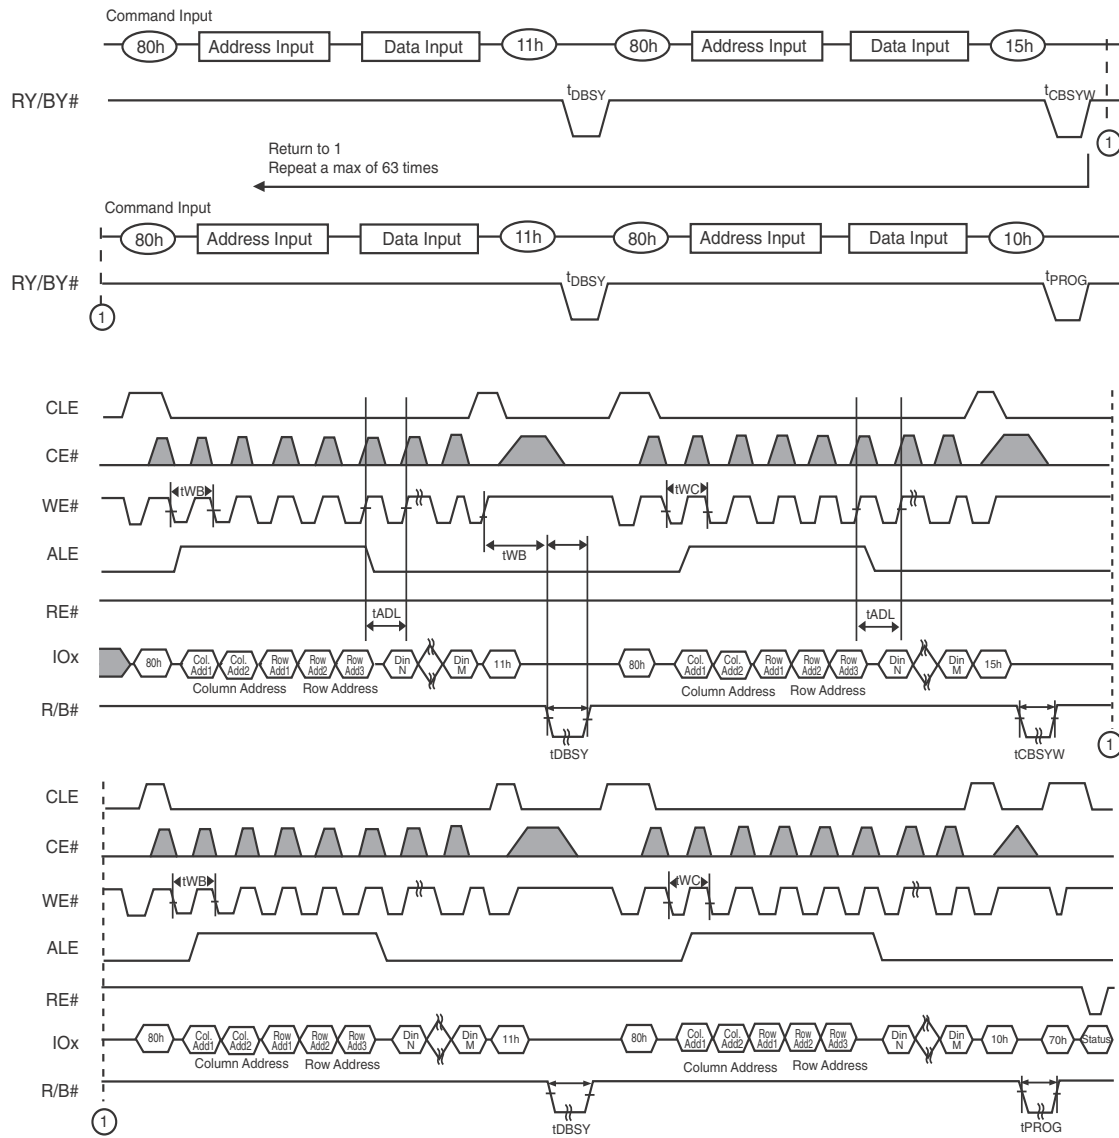 Command Input
80h Address Input Data Input 11h 80h Address Input Data Input 15h
RY/BY# tDBSY tCBSYW
1
Return to 1
Repeat a max of 63 times
Command Input
80h Address Input Data Input 11h 80h Address Input Data Input 10h
RY/BY# tDBSY tPROG
1
CLE
CE#
WE# tWB tWC
ALE tWB
RE# tADL tADL
IOx 80h Col. Add1 Col. Add2 Row Add1 Row Add2 Row Add3 Din N Din M 11h 80h Col. Add1 Col. Add2 Row Add1 Row Add2 Row Add3 Din N Din M 15h
Column Address Row Address Column Address Row Address
R/B#
tDBSY tCBSYW 1
CLE
CE#
WE# tWB tWC
ALE
RE#
IOx 80h Col. Add1 Col. Add2 Row Add1 Row Add2 Row Add3 Din N Din M 11h 80h Col. Add1 Col. Add2 Row Add1 Row Add2 Row Add3 Din N Din M 10h 70h Status
Column Address Row Address Column Address Row Address
R/B#
1 tDBSY tPROG